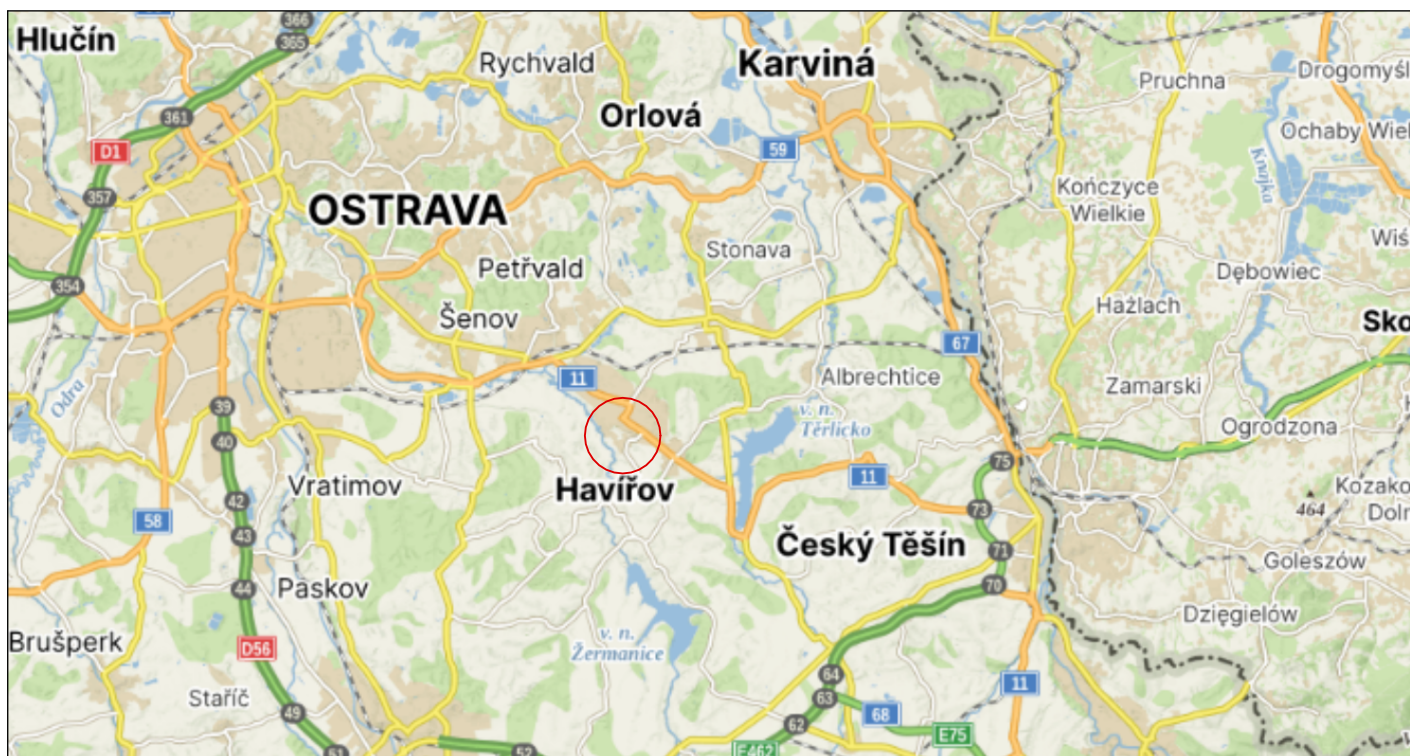 366
Hlučín
365
Rychvald
Karviná
Pruchna
Drogomyśl
Orlová
361
Ochaby Wiel
D1
59
Knajka
357
Kończyce
Wielkie
OSTRAVA
Stonava
Wiś
Petřvald
Dębowiec
354
Hażlach
Šenov
Sko
67
11
Albrechtice
Zamarski
Odra
39
v. n.
Těrlicko
Ogrodzona
40
75
11
Vratimov
Havířov
Kozako
Doln
42
464
73
58
43
Český Těšín
71
Goleszów
44
Paskov
70
Dzięgielów
Brušperk
D56
v. n.
Žermanice
64
11
Staříč
63
49
68
62
E75
51
52
E462